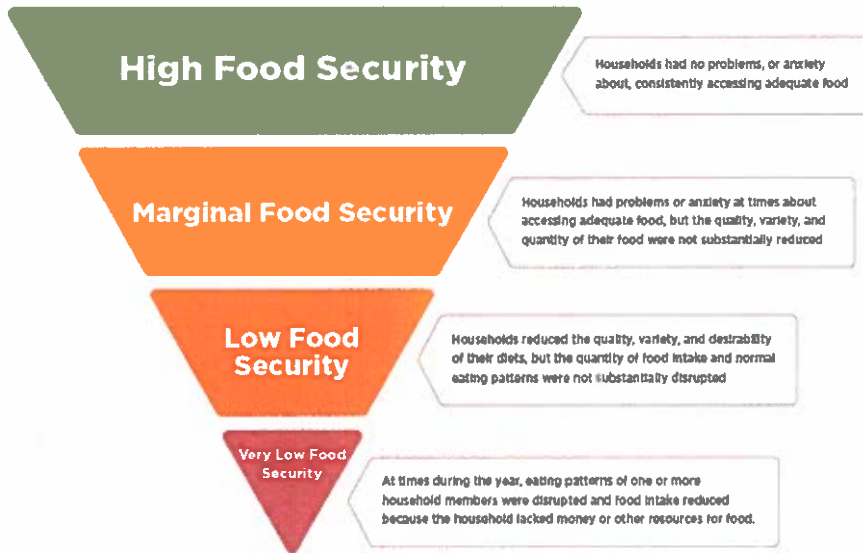 High Food Security
Households had no problems, or anxiety
about, consistently accessing adequate food
Marginal Food Security
Households had problems or anxiety at times about
accessing adequate food, but the quality, variety, and
quantity of their food were not substantially reduced
Low Food
Security
Households reduced the quality, variety, and desirability
of their diets, but the quantity of food intake and normal
eating patterns were not substantially disrupted
Very Low Food
Security
At times during the year, eating patterns of one or more
household members were disrupted and food intake reduced
because the household lacked money or other resources for food.